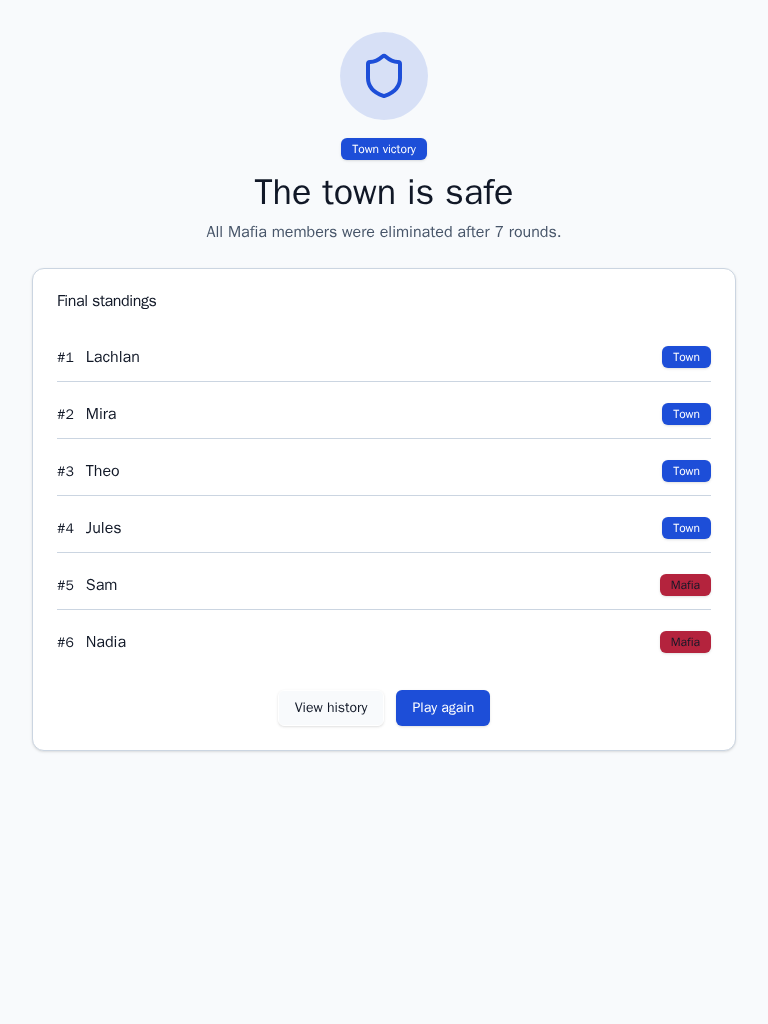 Town victory
The town is safe
All Mafia members were eliminated after 7 rounds.
Final standings
#1 Lachlan Town
#2 Mira Town
#3 Theo Town
#4 Jules Town
#5 Sam Mafia
#6 Nadia Mafia
View history Play again